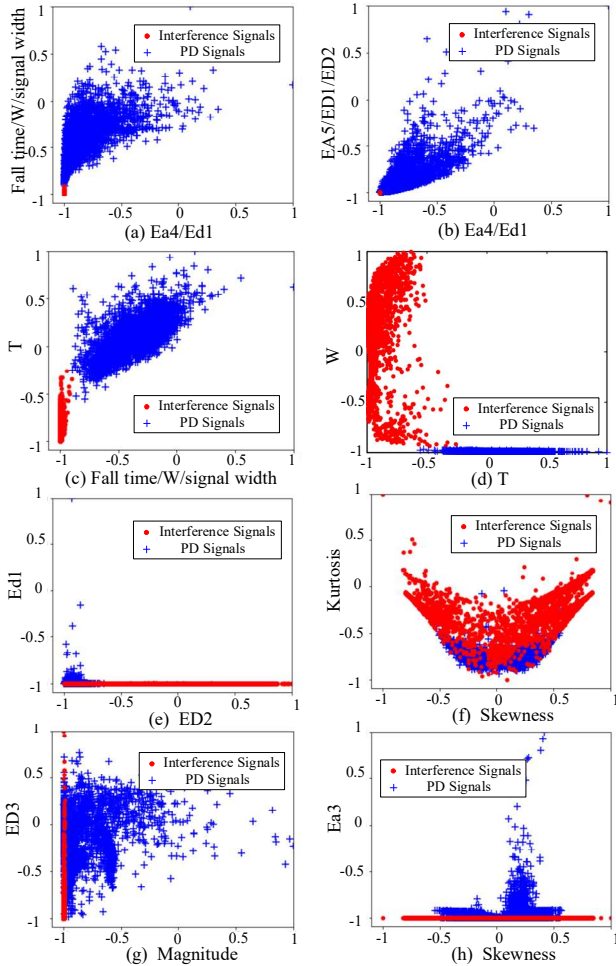 1
0.5
0
-0.5
-1
Fall time/W/signal width
Interference Signals
PD Signals
-1 -0.5 0 0.5 1
(a) Ea4/Ed1
1
0.5
0
-0.5
-1
EA5/ED1/ED2
Interference Signals
PD Signals
-1 -0.5 0 0.5 1
(b) Ea4/Ed1
1
0.5
0
-0.5
-1
T
Interference Signals
PD Signals
-1 -0.5 0 0.5 1
(c) Fall time/W/signal width
1
0.5
0
-0.5
-1
W
Interference Signals
PD Signals
-1 -0.5 0 0.5 1
(d) T
1
0.5
0
-0.5
-1
Ed1
Interference Signals
PD Signals
-1 -0.5 0 0.5 1
(e) ED2
1
0.5
0
-0.5
-1
Kurtosis
Interference Signals
PD Signals
-1 -0.5 0 0.5 1
(f) Skewness
1
0.5
0
-0.5
-1
ED3
Interference Signals
PD Signals
-1 -0.5 0 0.5 1
(g) Magnitude
1
0.5
0
-0.5
-1
Ea3
Interference Signals
PD Signals
-1 -0.5 0 0.5 1
(h) Skewness